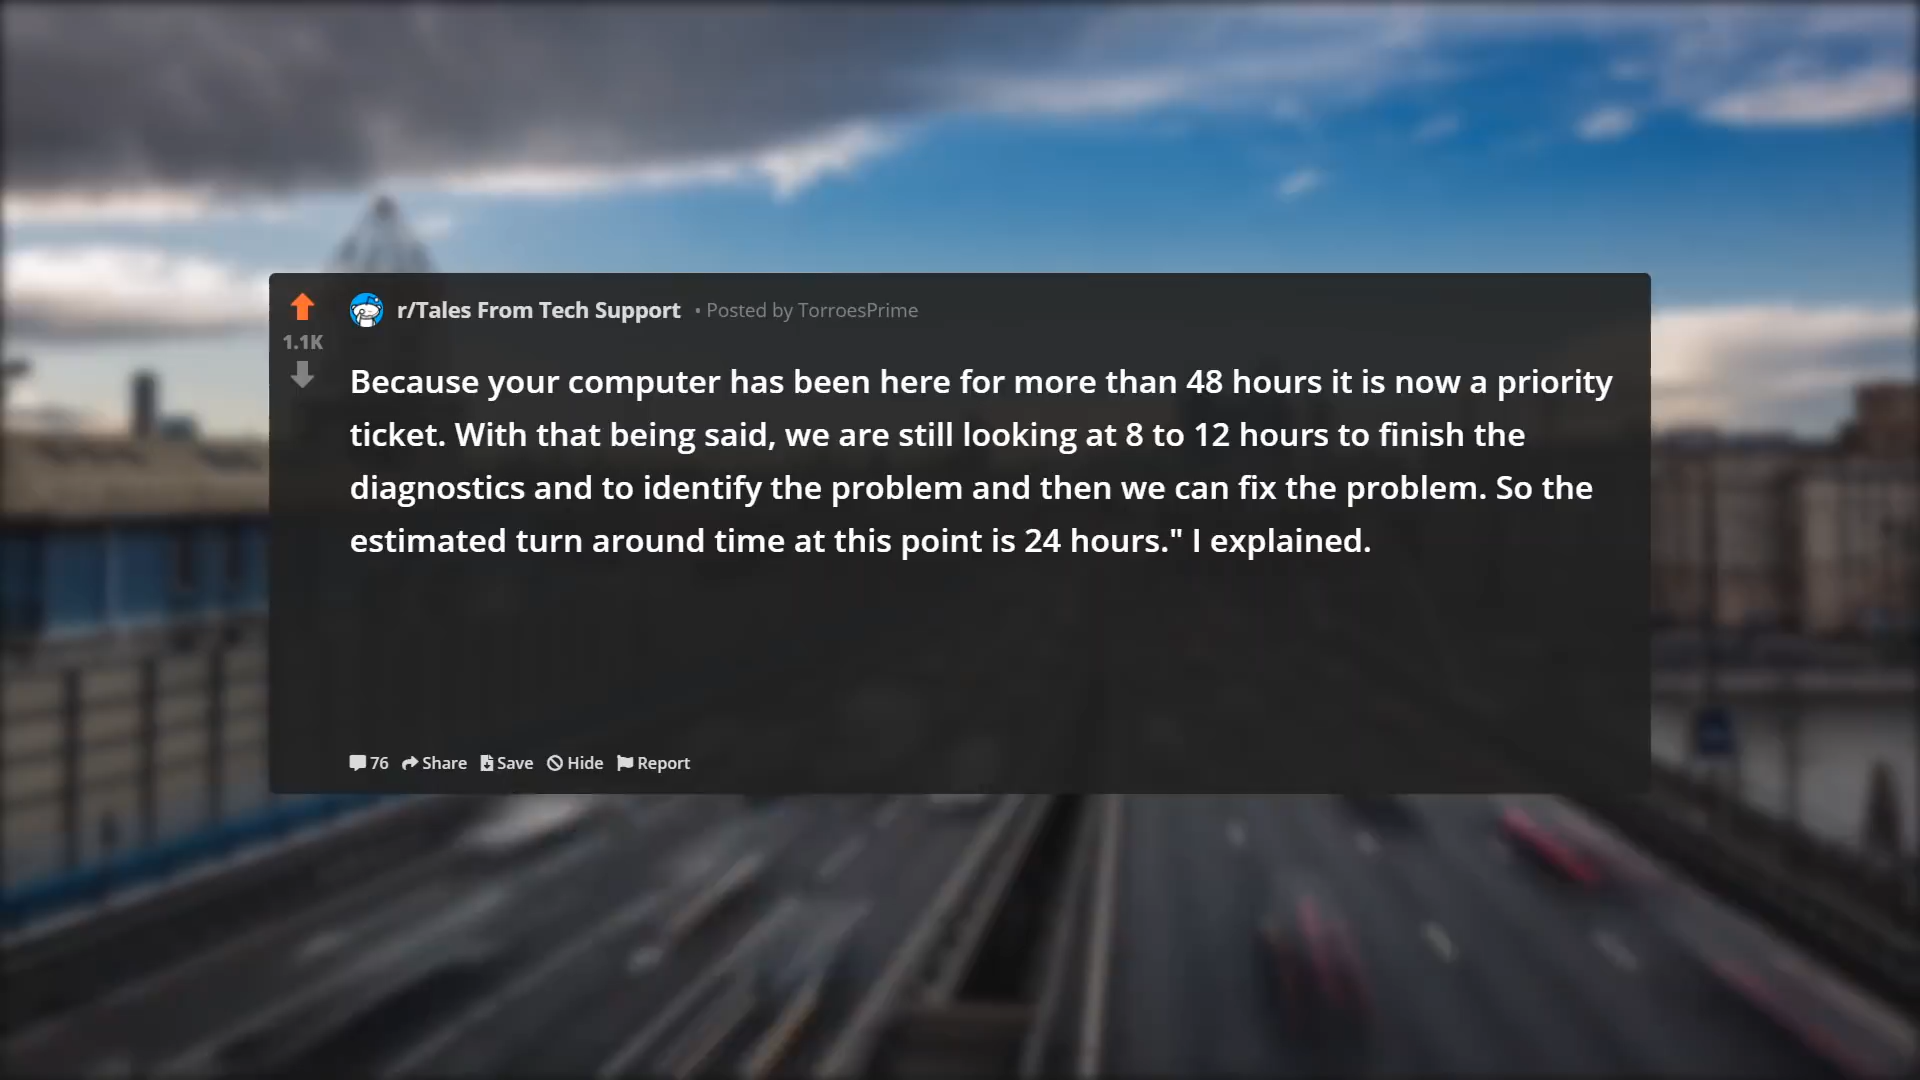 r/Tales From Tech Support • Posted by TorroesPrime
1.1K
Because your computer has been here for more than 48 hours it is now a priority
ticket. With that being said, we are still looking at 8 to 12 hours to finish the
diagnostics and to identify the problem and then we can fix the problem. So the
estimated turn around time at this point is 24 hours." I explained.
76 Share Save Hide Report